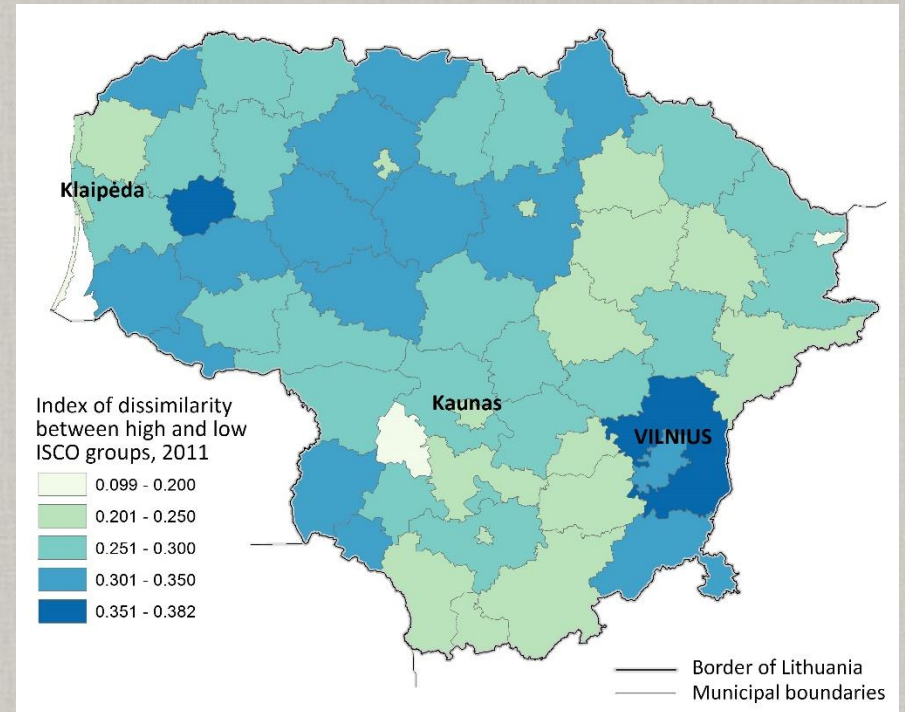 Klaipėda
Kaunas
VILNIUS
Index of dissimilarity
between high and low
ISCO groups, 2011
0.099 - 0.200
0.201 - 0.250
0.251 - 0.300
0.301 - 0.350
0.351 - 0.382
Border of Lithuania
Municipal boundaries